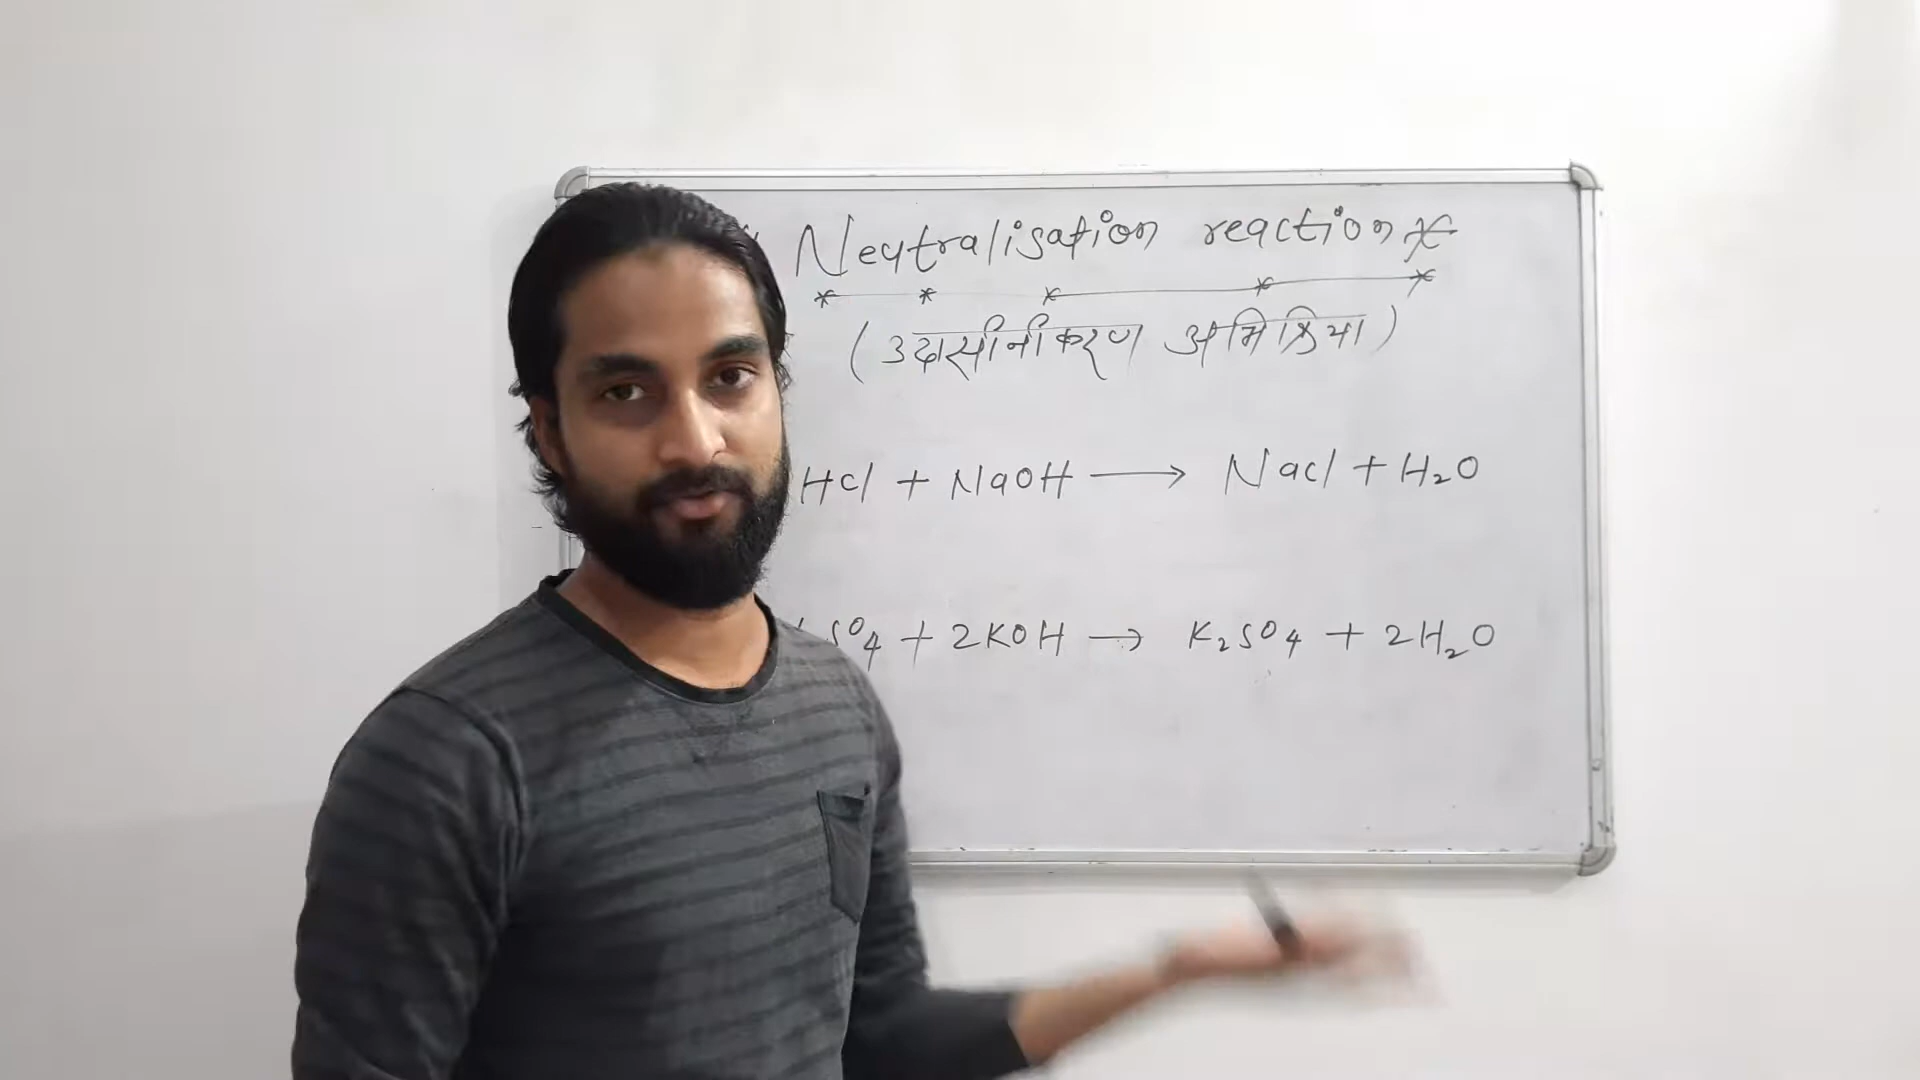 Neutralisation reaction
(उदासीनीकरण अभिक्रिया)
HCl + NaOH ⟶ NaCl + H₂O
SO₄ + 2KOH → K₂SO₄ + 2H₂O